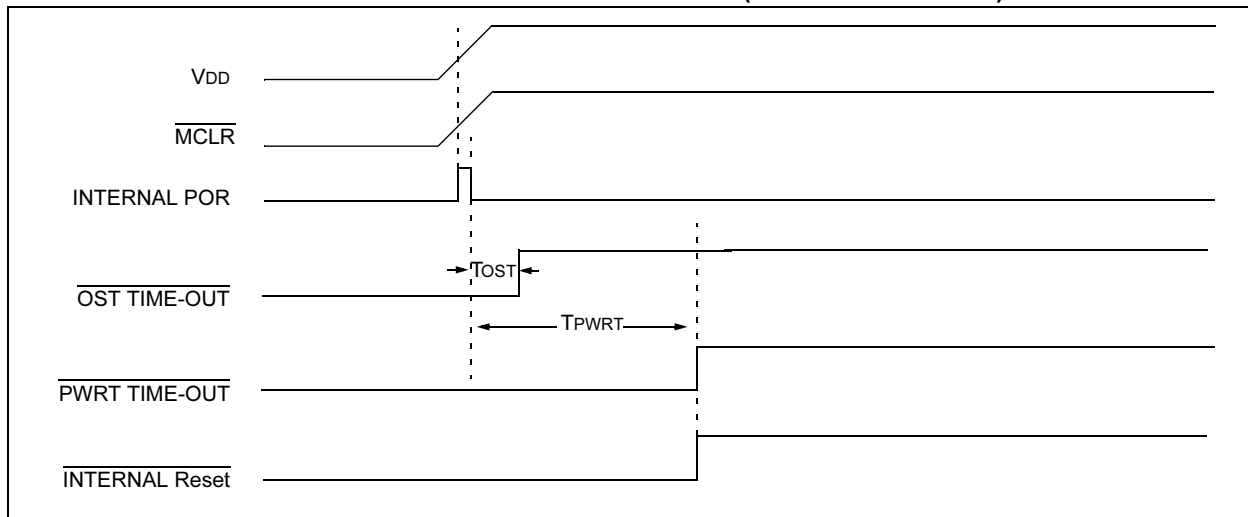 VDD
MCLR
INTERNAL POR
TOST
OST TIME-OUT
TPWRT
PWRT TIME-OUT
INTERNAL Reset